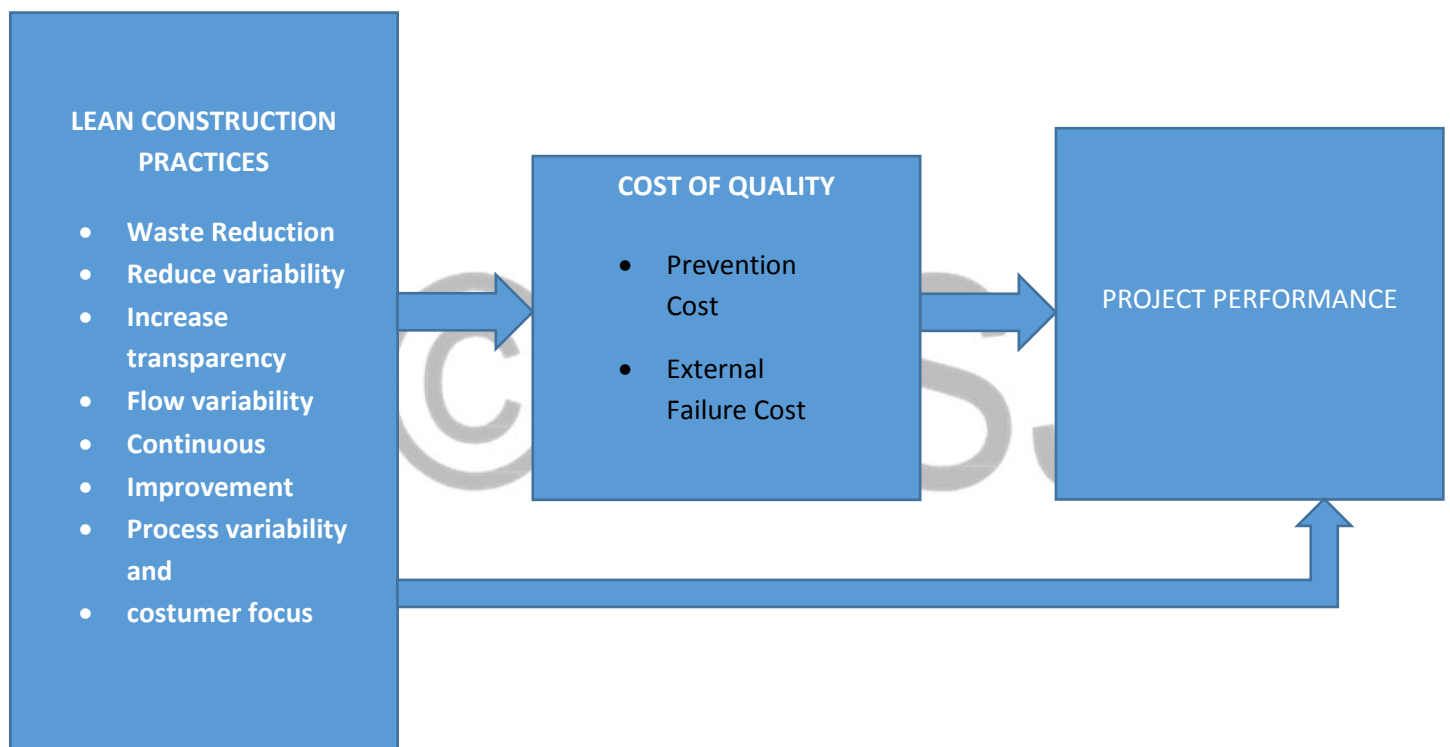 LEAN CONSTRUCTION
PRACTICES
• Waste Reduction
• Reduce variability
• Increase
transparency
• Flow variability
• Continuous
• Improvement
• Process variability
and
• costumer focus
COST OF QUALITY
• Prevention
Cost
• External
Failure Cost
PROJECT PERFORMANCE